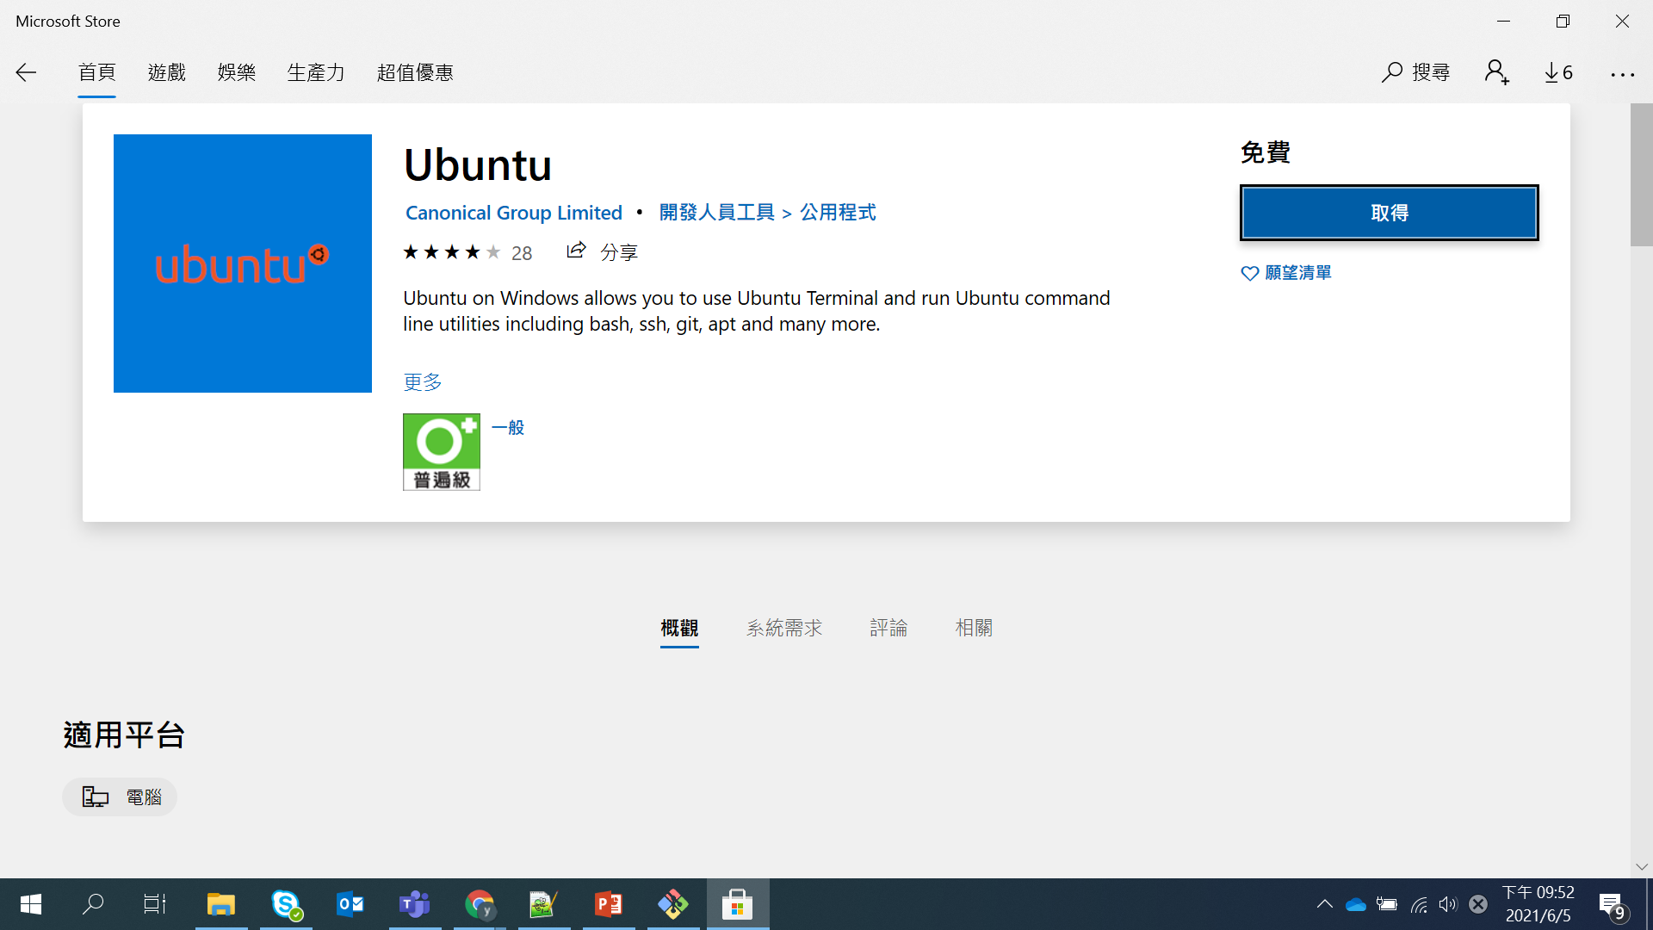 Microsoft Store
首頁 遊戲 娛樂 生產力 超值優惠 搜尋 6
ubuntu
Ubuntu
Canonical Group Limited • 開發人員工具 > 公用程式
28 分享
Ubuntu on Windows allows you to use Ubuntu Terminal and run Ubuntu command
line utilities including bash, ssh, git, apt and many more.
更多
普遍級
一般
免費
取得
願望清單
概觀 系統需求 評論 相關
適用平台
電腦
下午 09:52
2021/6/5
9